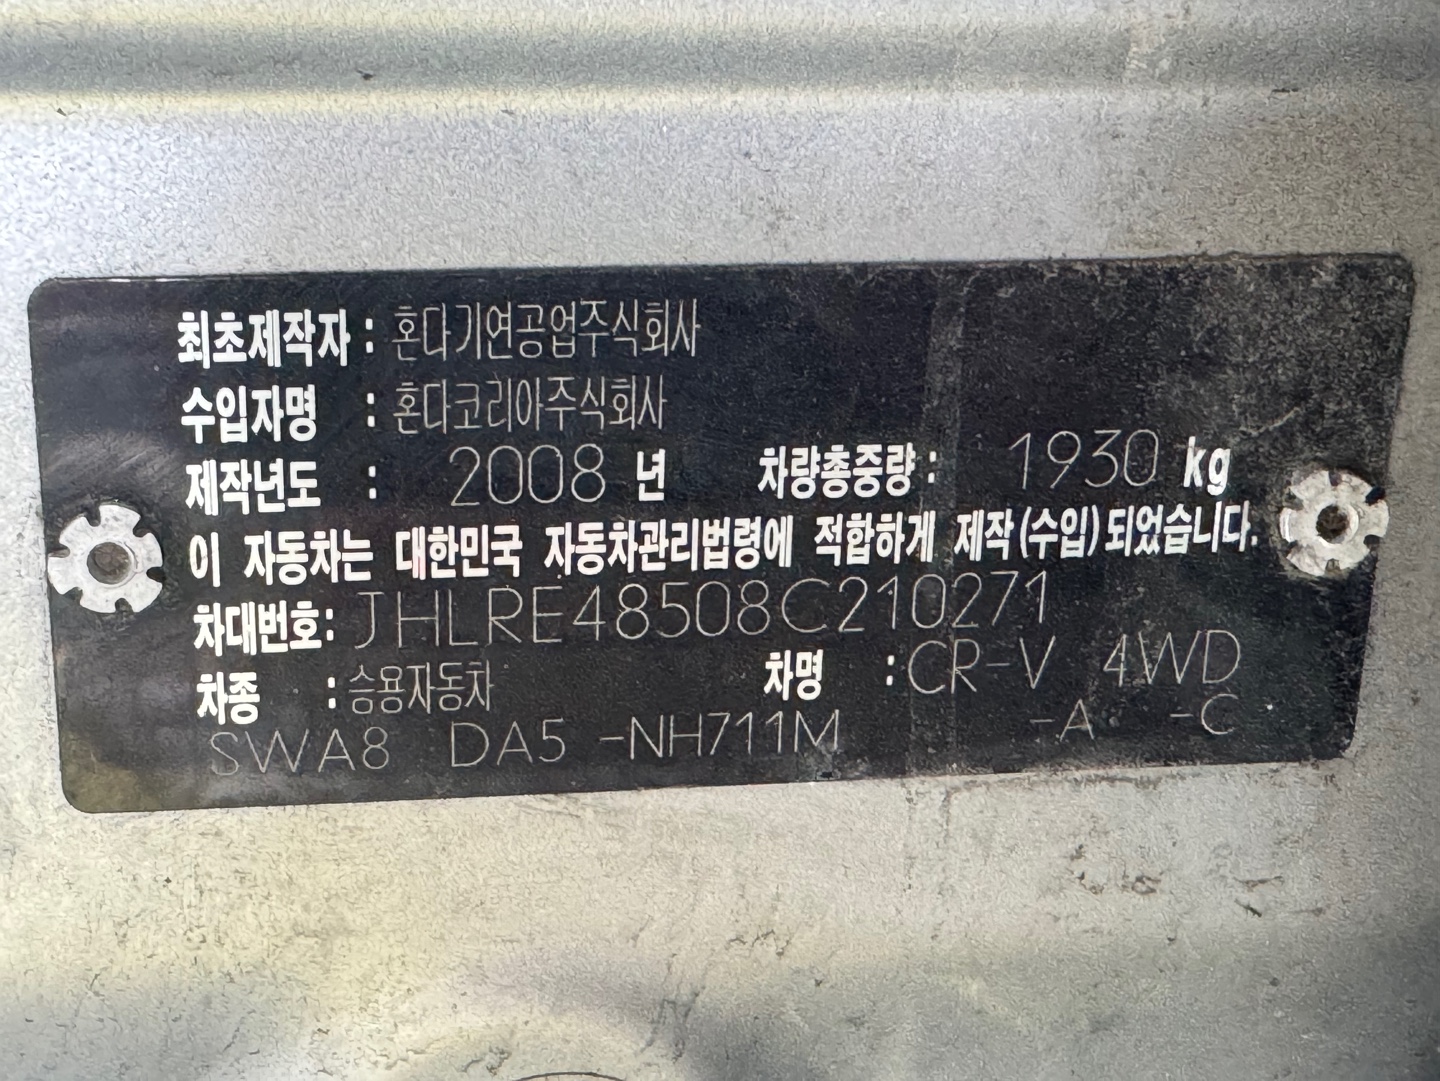 최초제작자 : 혼다기연공업주식회사
수입자명 : 혼다코리아주식회사
제작년도 : 2008 년 차량총중량 : 1930 kg
이 자동차는 대한민국 자동차관리법령에 적합하게 제작(수입)되었습니다.
차대번호: JHLRE48508C210271
차종 : 승용자동차 차명 : CR-V 4WD
SWA8 DA5 -NH711M -A -C